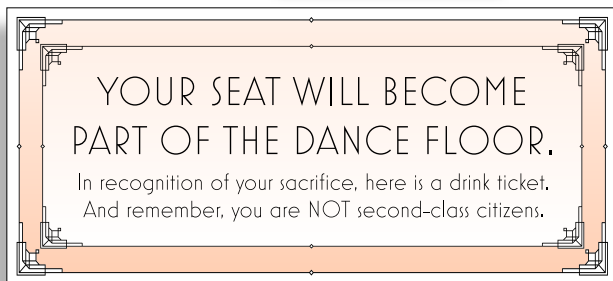 YOUR SEAT WILL BECOME
PART OF THE DANCE FLOOR.
In recognition of your sacrifice, here is a drink ticket.
And remember, you are NOT second-class citizens.